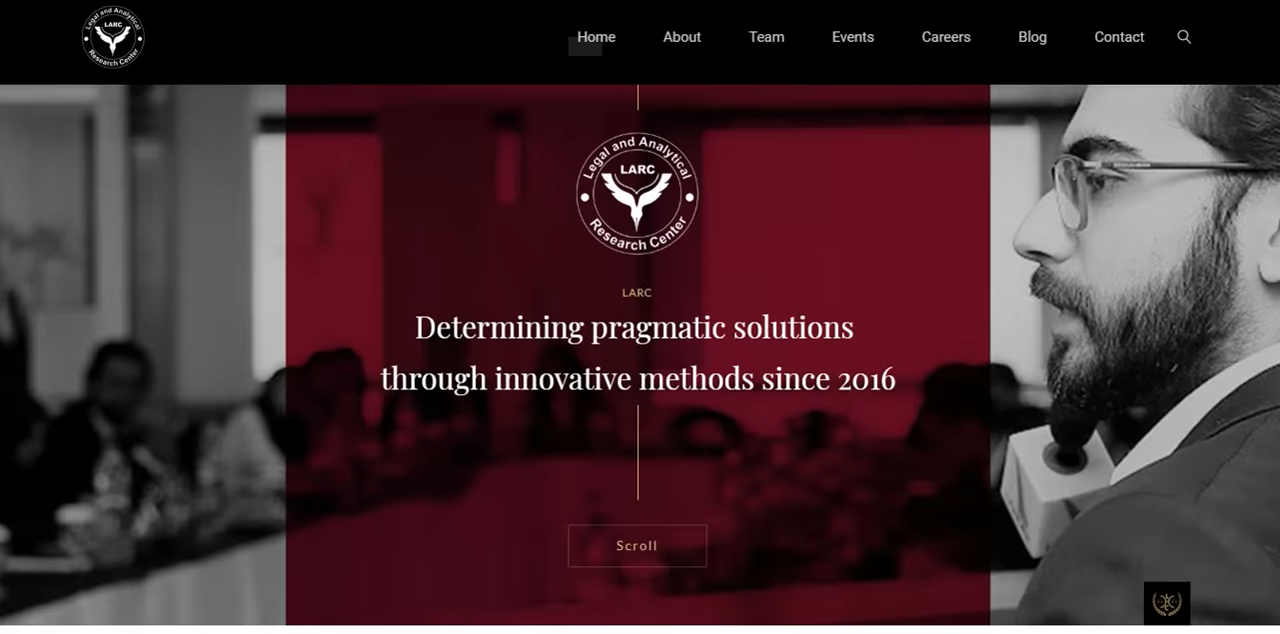 Legal and Analytical
LARC
Research Center
Home About Team Events Careers Blog Contact
Legal and Analytical
LARC
Research Center
LARC
Determining pragmatic solutions
through innovative methods since 2016
Scroll